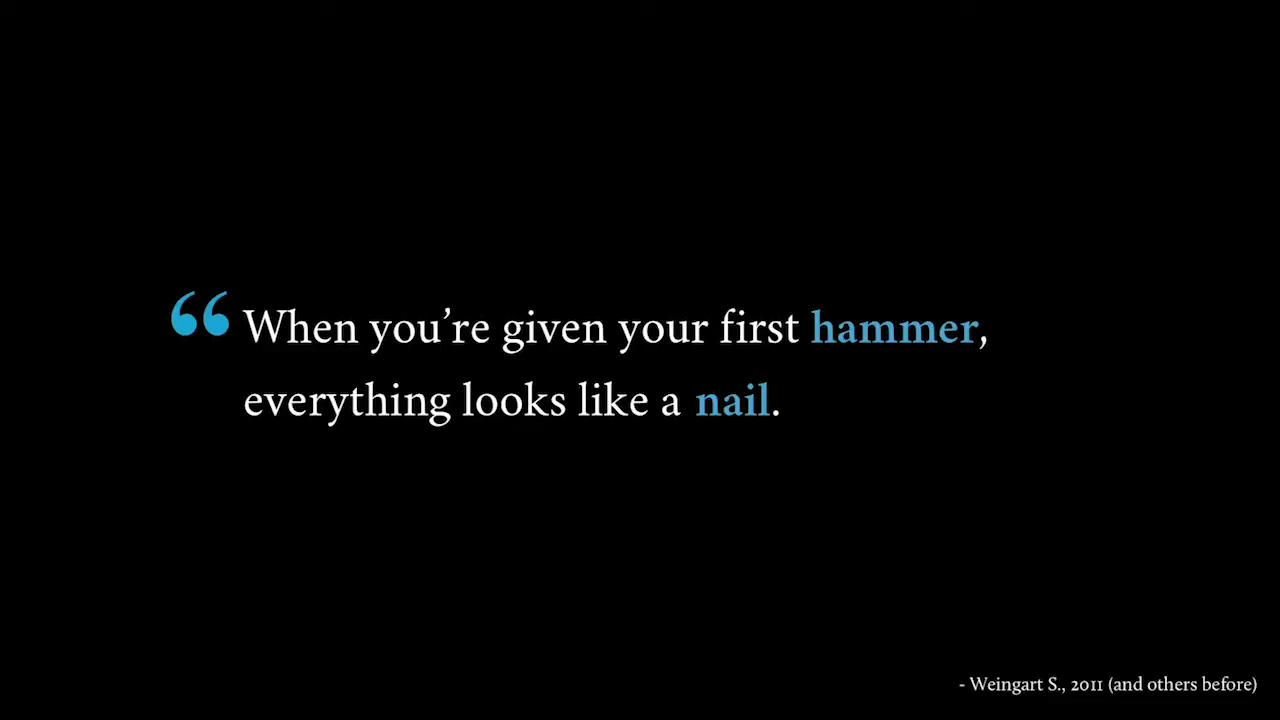 “When you’re given your first hammer,
everything looks like a nail.
- Weingart S., 2011 (and others before)